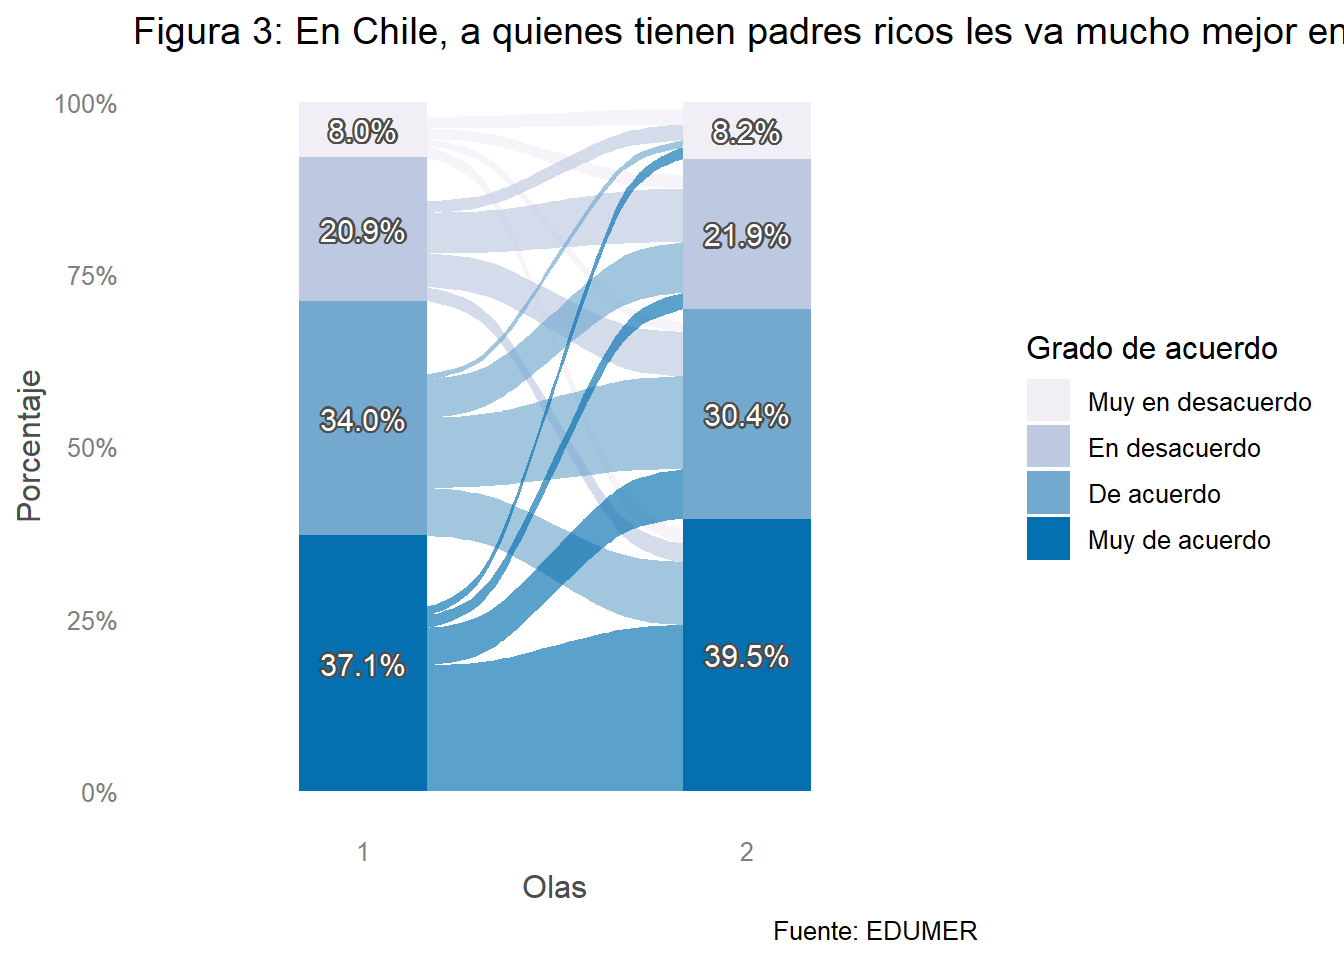 Figura 3: En Chile, a quienes tienen padres ricos les va mucho mejor en
100%
75%
50%
25%
0%
Porcentaje
8.0%
20.9%
34.0%
37.1%
8.2%
21.9%
30.4%
39.5%
1
2
Olas
Grado de acuerdo
Muy en desacuerdo
En desacuerdo
De acuerdo
Muy de acuerdo
Fuente: EDUMER